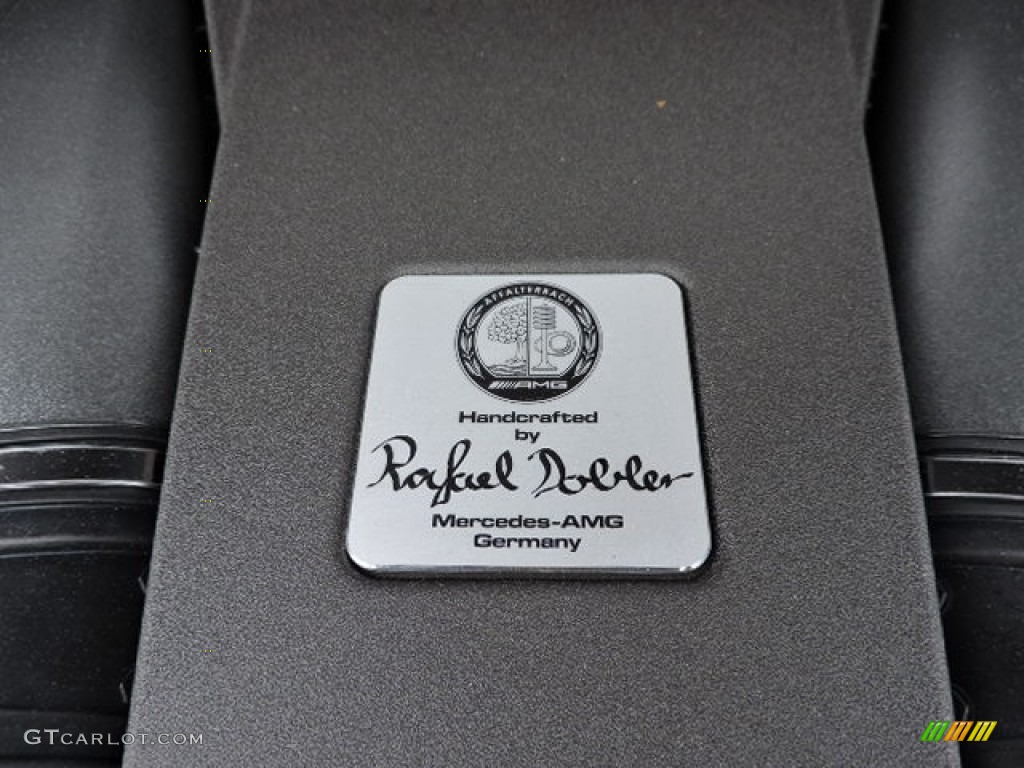 AFFALTERBACH
AMG
Handcrafted
by
Rafael Dobler
Mercedes-AMG
Germany
GTcarlot.com